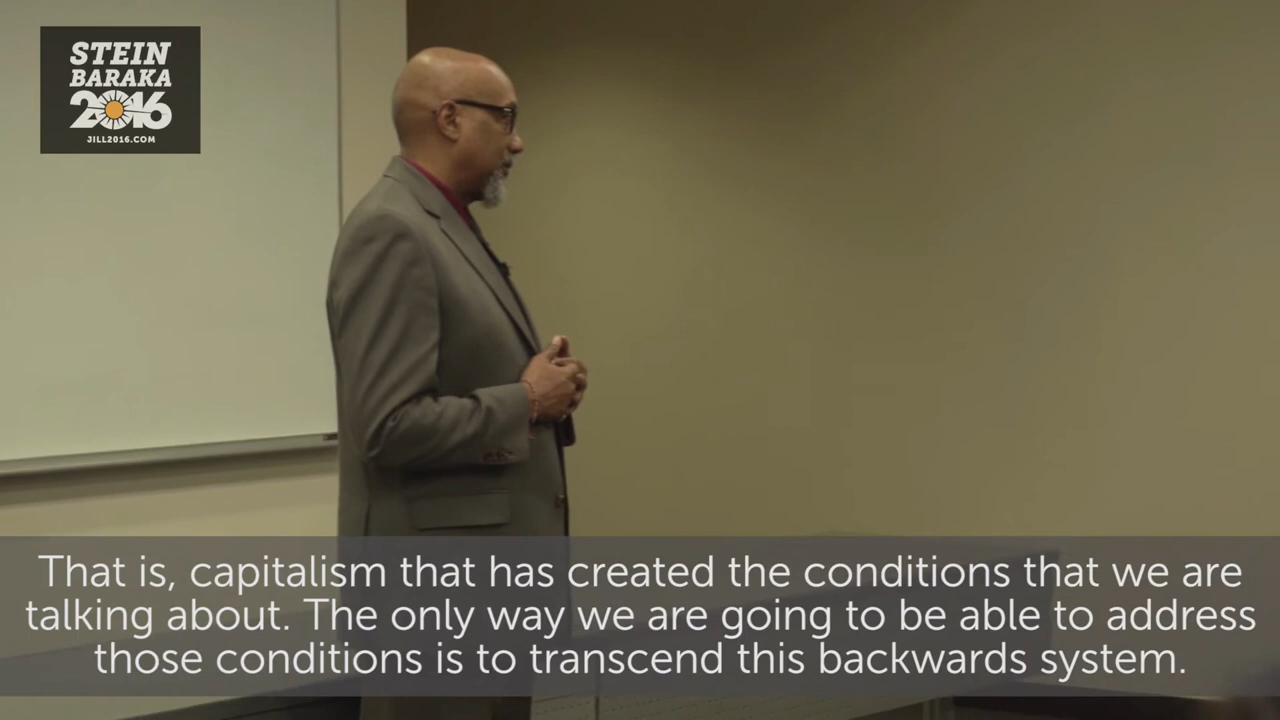 STEIN
BARAKA
2016
JILL2016.COM
That is, capitalism that has created the conditions that we are
talking about. The only way we are going to be able to address
those conditions is to transcend this backwards system.